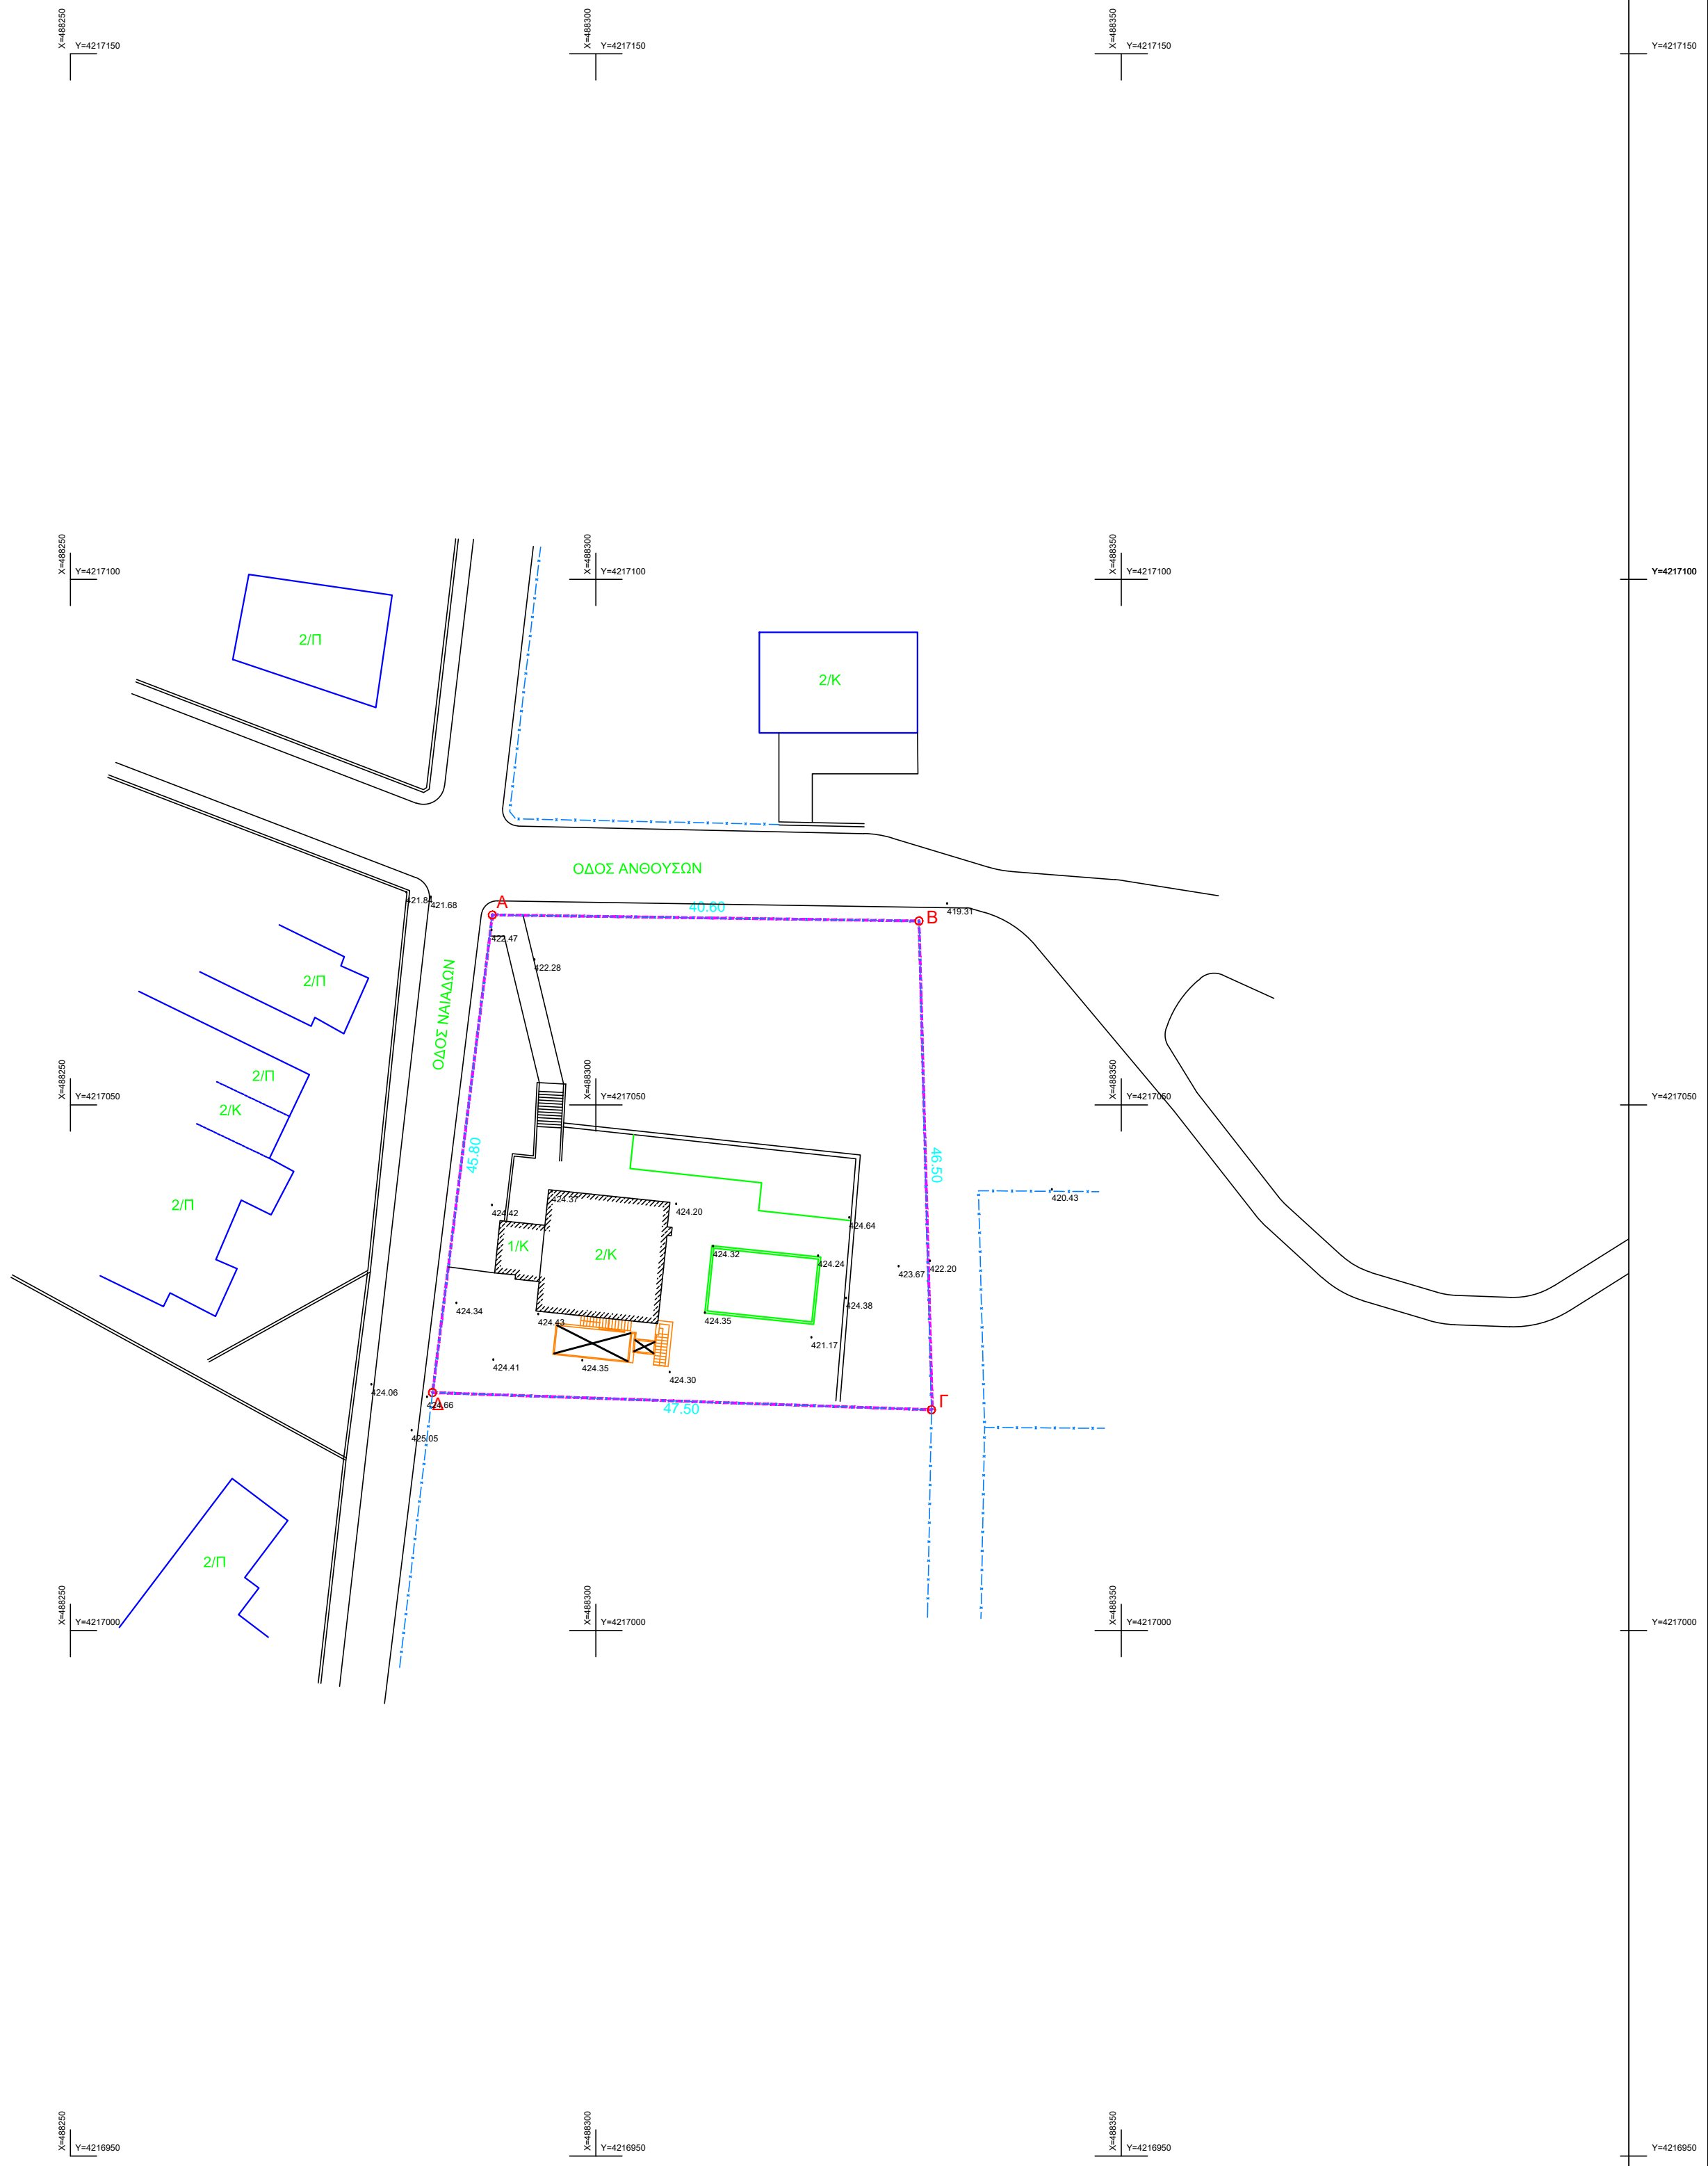 X=488250
Y=4217150
X=488300
Y=4217150
X=488350
Y=4217150
Y=4217150
X=488250
Y=4217100
X=488300
Y=4217100
X=488350
Y=4217100
Y=4217100
2/Π
2/Κ
ΟΔΟΣ ΑΝΘΟΥΣΩΝ
421.84
421.68
Α
40.60
Β
419.31
422.47
422.28
2/Π
ΟΔΟΣ ΝΑΙΑΔΩΝ
2/Π
2/Κ
X=488250
Y=4217050
X=488300
Y=4217050
X=488350
Y=4217050
Y=4217050
45.80
46.50
2/Π
424.37
424.42
424.20
424.64
420.43
1/Κ
2/Κ
424.32
424.24
423.67
422.20
424.34
424.43
424.35
424.38
421.17
424.41
424.35
424.30
424.06
Δ
424.66
47.50
Γ
425.05
2/Π
X=488250
Y=4217000
X=488300
Y=4217000
X=488350
Y=4217000
Y=4217000
X=488250
Y=4216950
X=488300
Y=4216950
X=488350
Y=4216950
Y=4216950